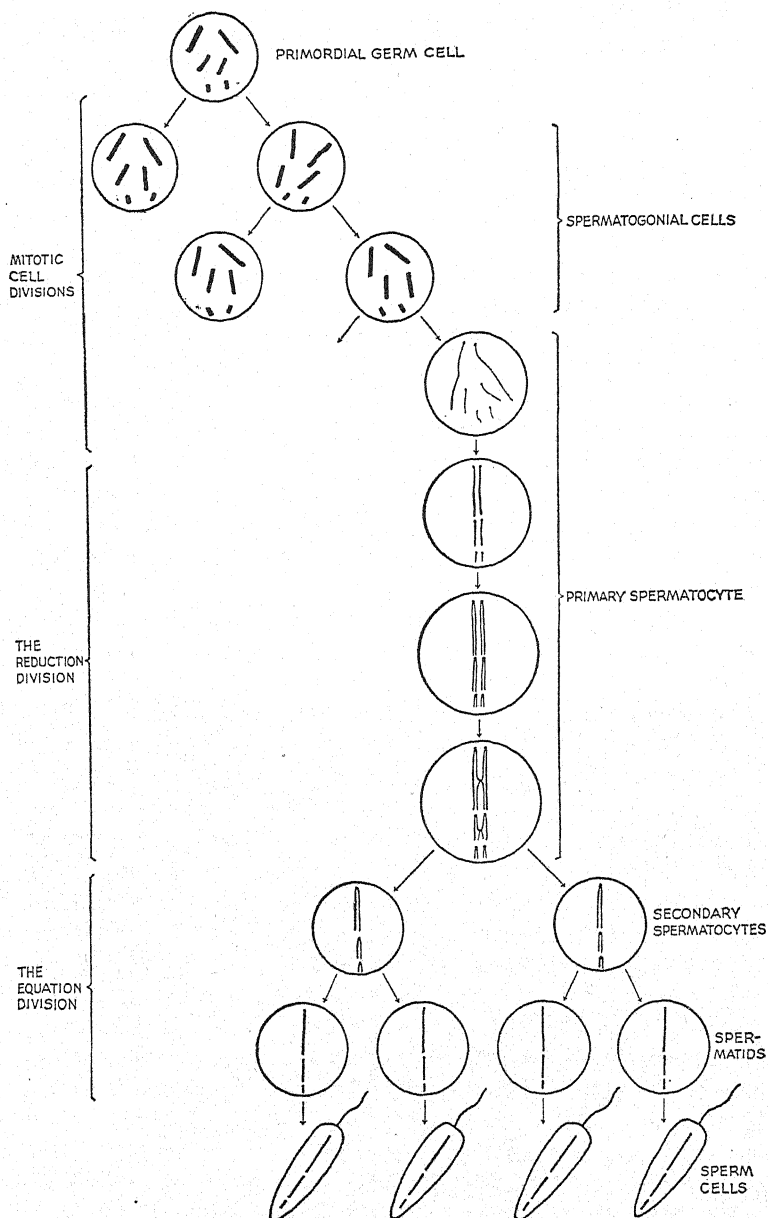 PRIMORDIAL GERM CELL
SPERMATOGONIAL CELLS
MITOTIC
CELL
DIVISIONS
PRIMARY SPERMATOCYTE
THE
REDUCTION
DIVISION
SECONDARY
SPERMATOCYTES
THE
EQUATION
DIVISION
SPER-
MATIDS
SPERM
CELLS